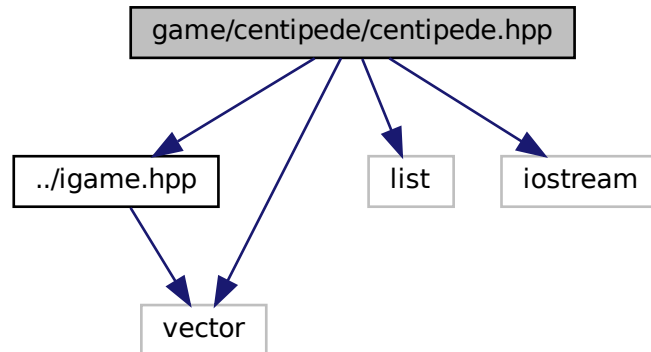 game/centipede/centipede.hpp
../igame.hpp
list
iostream
vector